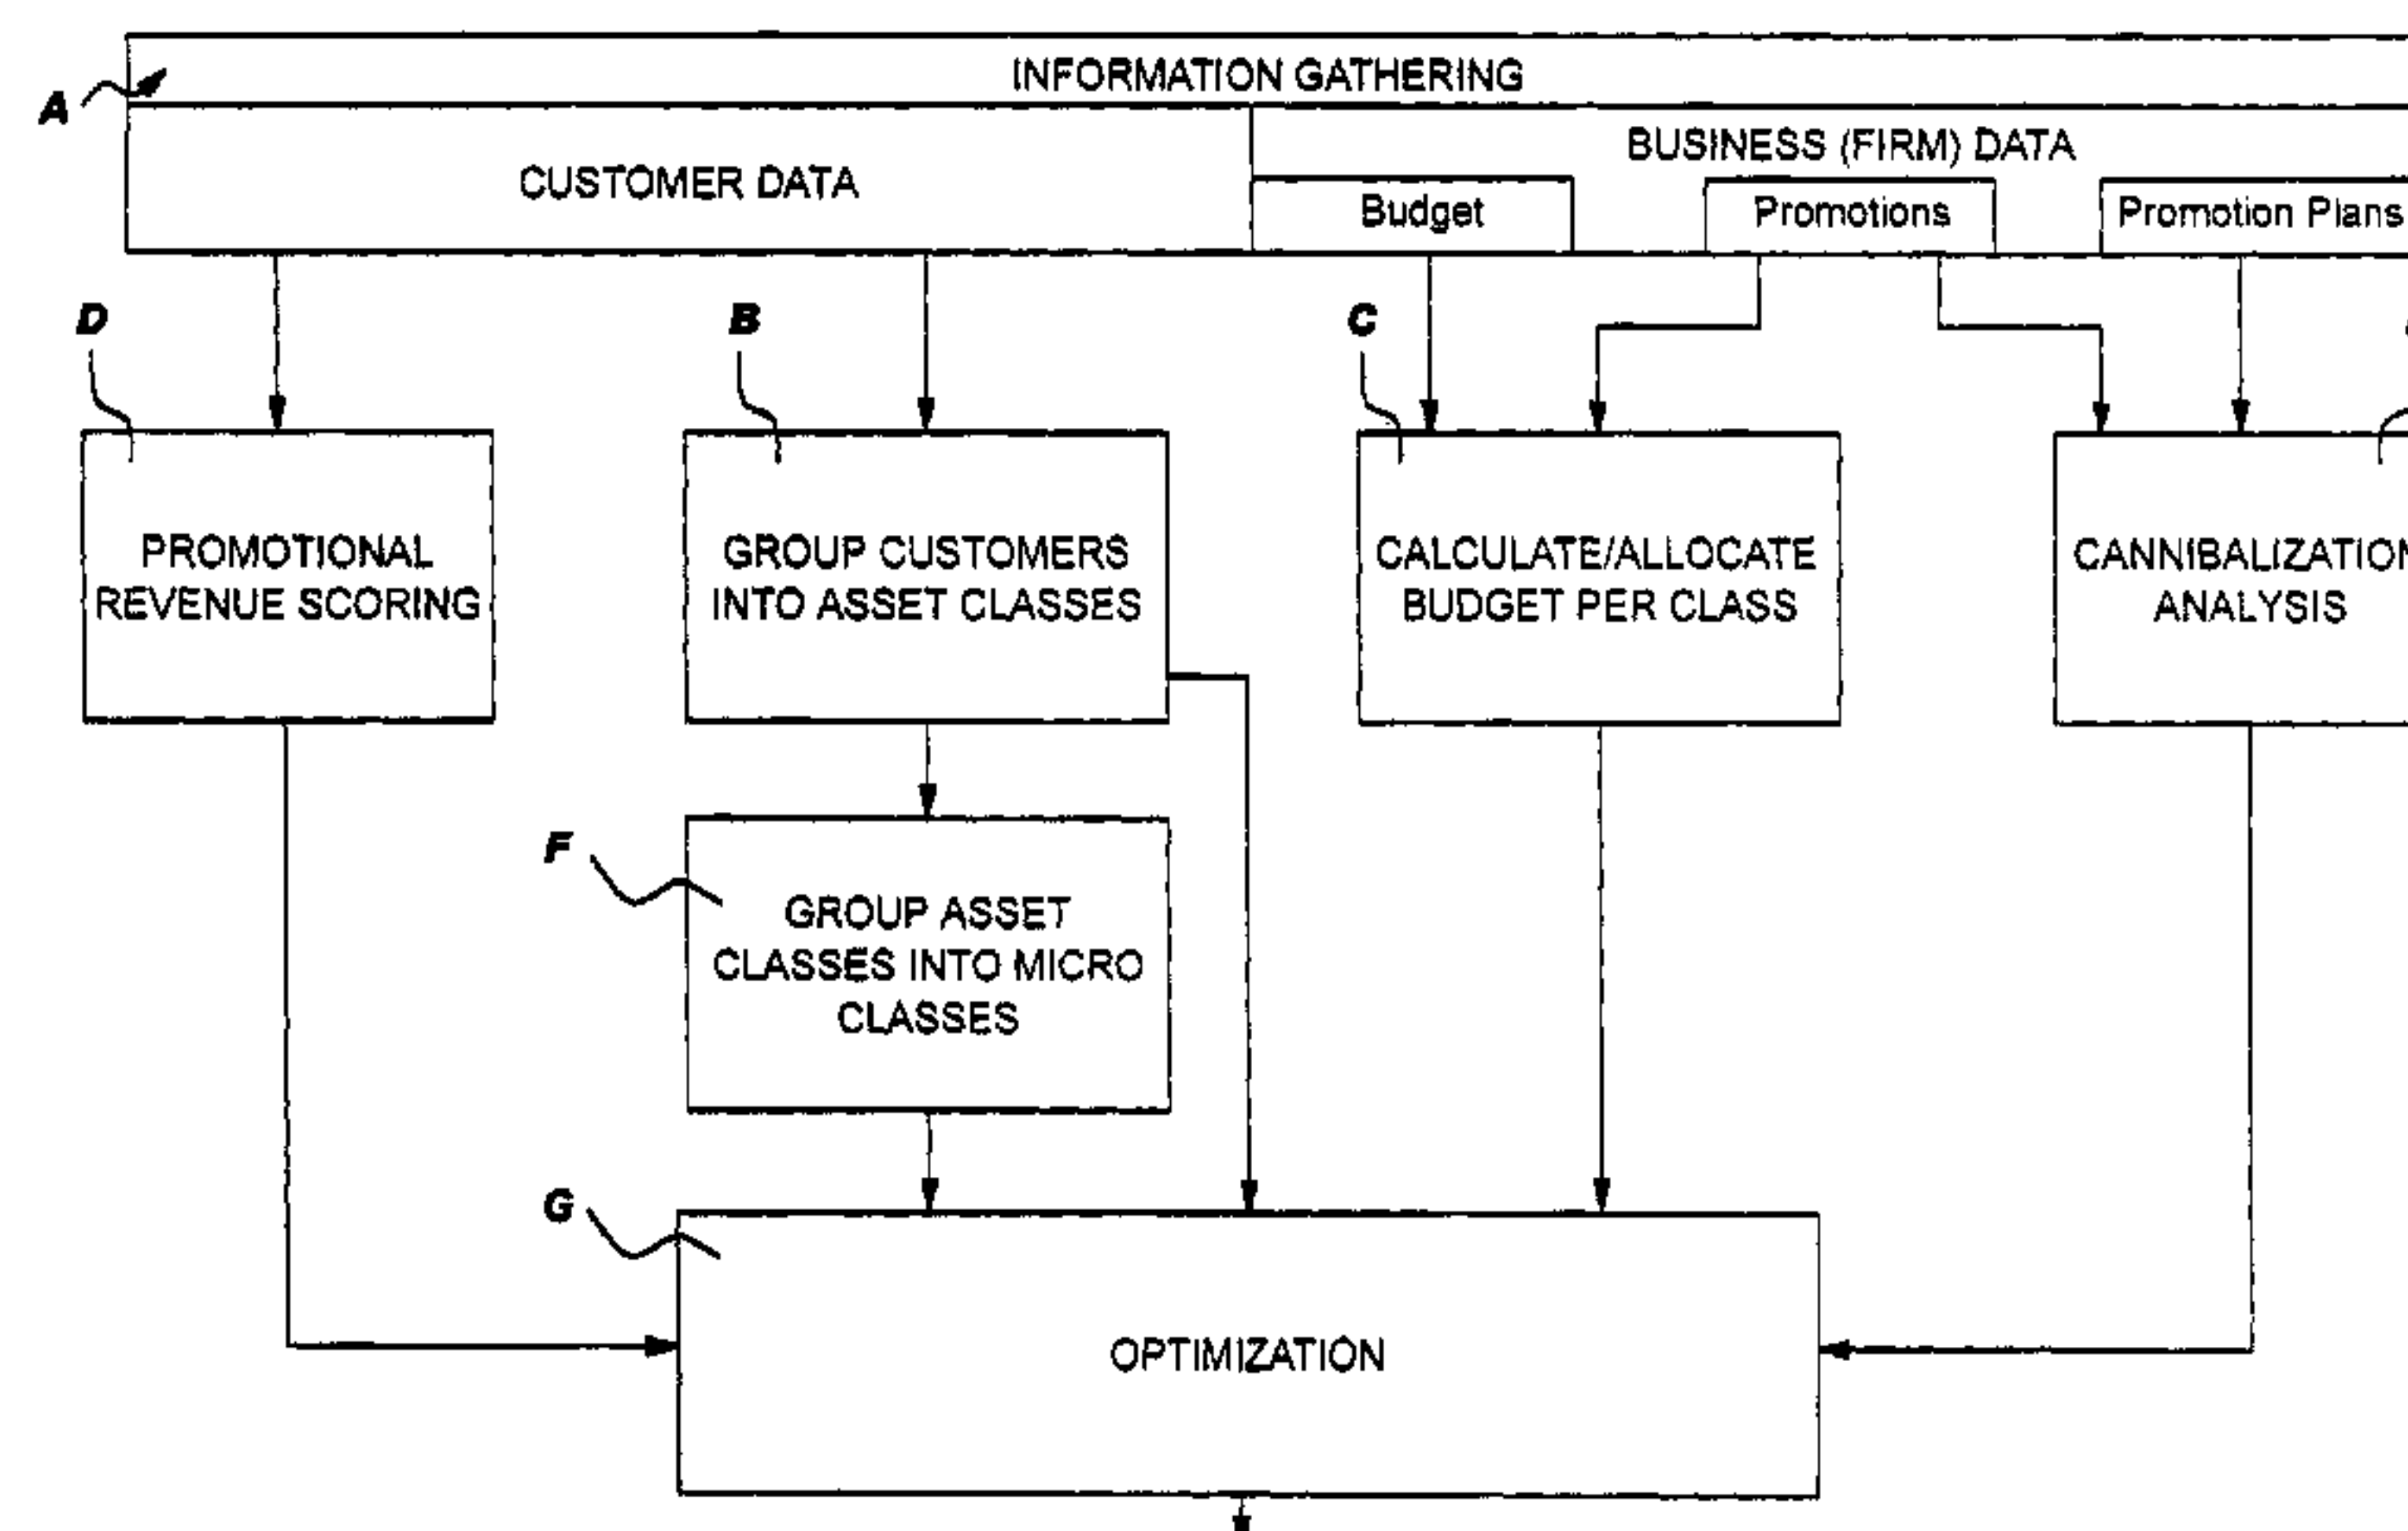 INFORMATION GATHERING
A
CUSTOMER DATA
BUSINESS (FIRM) DATA
Budget
Promotions
Promotion Plans
D
B
C
PROMOTIONAL
REVENUE SCORING
GROUP CUSTOMERS
INTO ASSET CLASSES
CALCULATE/ALLOCATE
BUDGET PER CLASS
CANNIBALIZATION
ANALYSIS
F
GROUP ASSET
CLASSES INTO MICRO
CLASSES
G
OPTIMIZATION